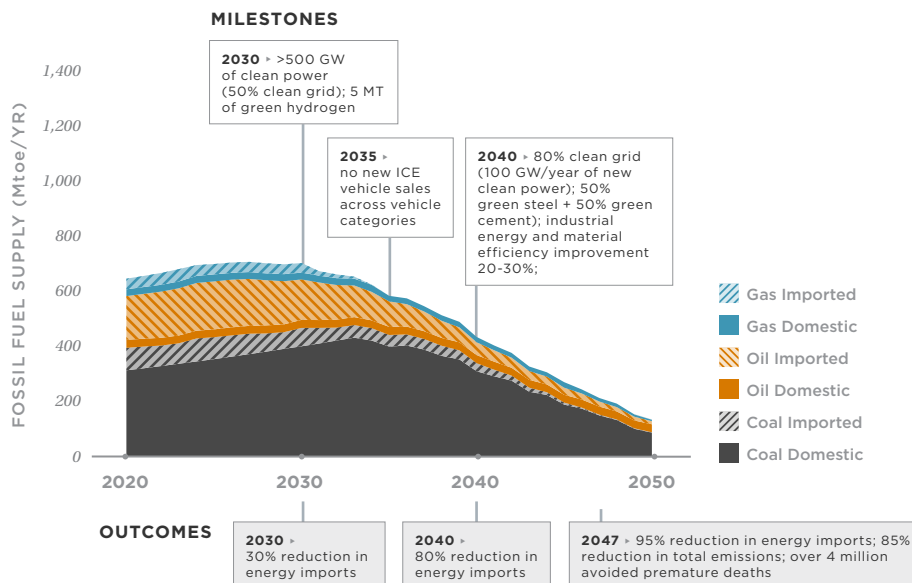 MILESTONES
2030 ▸ >500 GW
of clean power
(50% clean grid); 5 MT
of green hydrogen
2035 ▸
no new ICE
vehicle sales
across vehicle
categories
2040 ▸ 80% clean grid
(100 GW/year of new
clean power); 50%
green steel + 50% green
cement); industrial
energy and material
efficiency improvement
20-30%;
FOSSIL FUEL SUPPLY (Mtoe/YR)
1,400
1,200
1,000
800
600
400
200
0
2020
2030
2040
2050
Gas Imported
Gas Domestic
Oil Imported
Oil Domestic
Coal Imported
Coal Domestic
OUTCOMES
2030 ▸
30% reduction in
energy imports
2040 ▸
80% reduction in
energy imports
2047 ▸ 95% reduction in energy imports; 85%
reduction in total emissions; over 4 million
avoided premature deaths